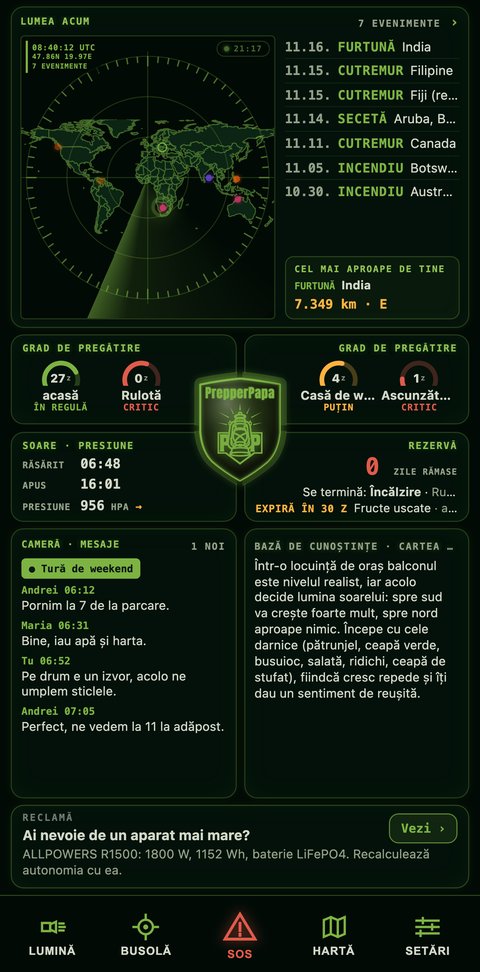 LUMEA ACUM
7 EVENIMENTE ›
08:40:12 UTC
47.86N 19.97E
7 EVENIMENTE
21:17
11.16. FURTUNĂ India
11.15. CUTREMUR Filipine
11.15. CUTREMUR Fiji (re…
11.14. SECETĂ Aruba, B…
11.11. CUTREMUR Canada
11.05. INCENDIU Botsw…
10.30. INCENDIU Austr…
CEL MAI APROAPE DE TINE
FURTUNĂ India
7.349 km · E
GRAD DE PREGĂTIRE
27z
acasă
ÎN REGULĂ
0z
Rulotă
CRITIC
GRAD DE PREGĂTIRE
4z
Casă de w…
PUȚIN
1z
Ascunzăt…
CRITIC
PrepperPapa
P P
SOARE · PRESIUNE
RĂSĂRIT 06:48
APUS 16:01
PRESIUNE 956 HPA →
REZERVĂ
0 ZILE RĂMASE
Se termină: Încălzire · Ru…
EXPIRĂ ÎN 30 Z Fructe uscate · a…
CAMERĂ · MESAJE
1 NOI
Tură de weekend
Andrei 06:12
Pornim la 7 de la parcare.
Maria 06:31
Bine, iau apă și harta.
Tu 06:52
Pe drum e un izvor, acolo ne
umplem sticlele.
Andrei 07:05
Perfect, ne vedem la 11 la adăpost.
BAZĂ DE CUNOȘTINȚE · CARTEA …
Într-o locuință de oraș balconul
este nivelul realist, iar acolo
decide lumina soarelui: spre sud
va crește foarte mult, spre nord
aproape nimic. Începe cu cele
darnice (pătrunjel, ceapă verde,
busuioc, salată, ridichi, ceapă de
stufat), fiindcă cresc repede și îți
dau un sentiment de reușită.
RECLAMĂ
Ai nevoie de un aparat mai mare?
ALLPOWERS R1500: 1800 W, 1152 Wh, baterie LiFePO4. Recalculează
autonomia cu ea.
Vezi ›
LUMINĂ
BUSOLĂ
SOS
HARTĂ
SETĂRI